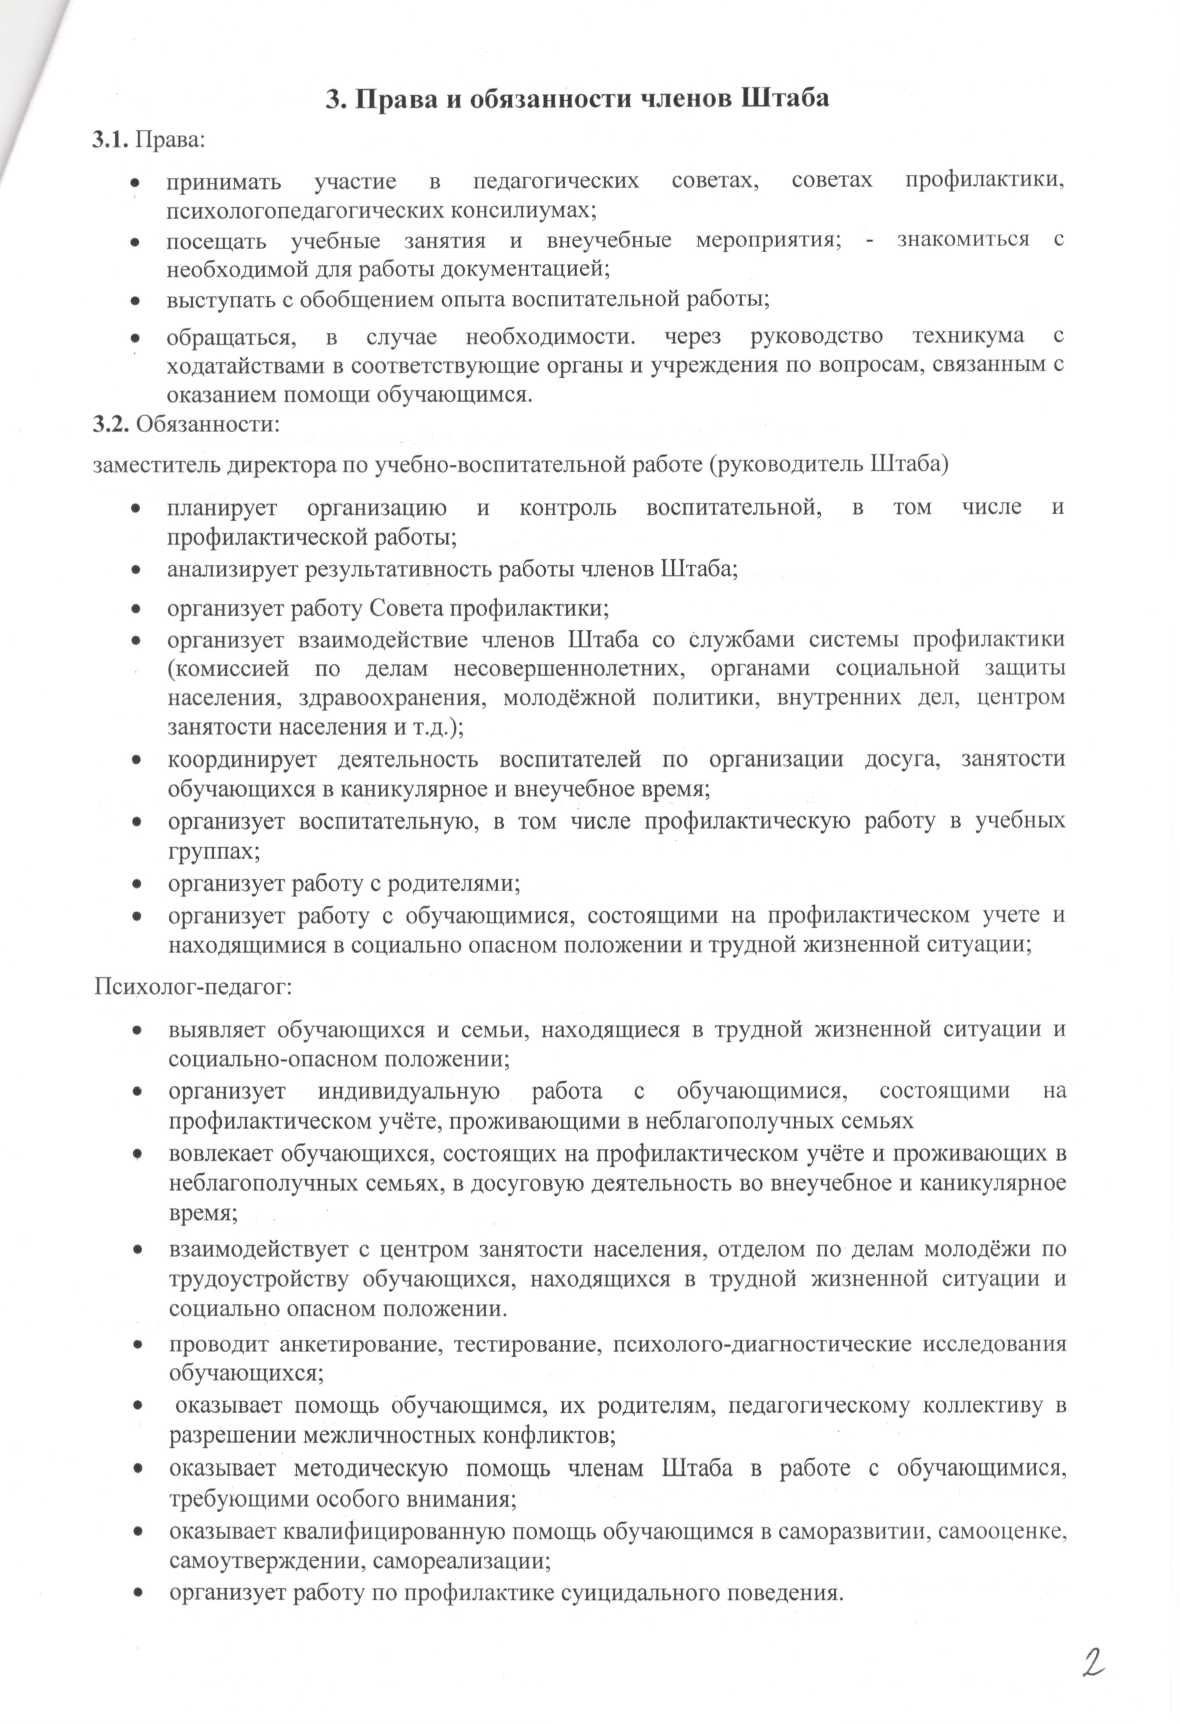 3. Права и обязанности членов Штаба
3.1. Права:
• принимать участие в педагогических советах, советах профилактики,
психологопедагогических консилиумах;
• посещать учебные занятия и внеучебные мероприятия; - знакомиться с
необходимой для работы документацией;
• выступать с обобщением опыта воспитательной работы;
• обращаться, в случае необходимости. через руководство техникума с
ходатайствами в соответствующие органы и учреждения по вопросам, связанным с
оказанием помощи обучающимся.
3.2. Обязанности:
заместитель директора по учебно-воспитательной работе (руководитель Штаба)
• планирует организацию и контроль воспитательной, в том числе и
профилактической работы;
• анализирует результативность работы членов Штаба;
• организует работу Совета профилактики;
• организует взаимодействие членов Штаба со службами системы профилактики
(комиссией по делам несовершеннолетних, органами социальной защиты
населения, здравоохранения, молодёжной политики, внутренних дел, центром
занятости населения и т.д.);
• координирует деятельность воспитателей по организации досуга, занятости
обучающихся в каникулярное и внеучебное время;
• организует воспитательную, в том числе профилактическую работу в учебных
группах;
• организует работу с родителями;
• организует работу с обучающимися, состоящими на профилактическом учете и
находящимися в социально опасном положении и трудной жизненной ситуации;
Психолог-педагог:
• выявляет обучающихся и семьи, находящиеся в трудной жизненной ситуации и
социально-опасном положении;
• организует индивидуальную работа с обучающимися, состоящими на
профилактическом учёте, проживающими в неблагополучных семьях
• вовлекает обучающихся, состоящих на профилактическом учёте и проживающих в
неблагополучных семьях, в досуговую деятельность во внеучебное и каникулярное
время;
• взаимодействует с центром занятости населения, отделом по делам молодёжи по
трудоустройству обучающихся, находящихся в трудной жизненной ситуации и
социально опасном положении.
• проводит анкетирование, тестирование, психолого-диагностические исследования
обучающихся;
• оказывает помощь обучающимся, их родителям, педагогическому коллективу в
разрешении межличностных конфликтов;
• оказывает методическую помощь членам Штаба в работе с обучающимися,
требующими особого внимания;
• оказывает квалифицированную помощь обучающимся в саморазвитии, самооценке,
самоутверждении, самореализации;
• организует работу по профилактике суицидального поведения.
2